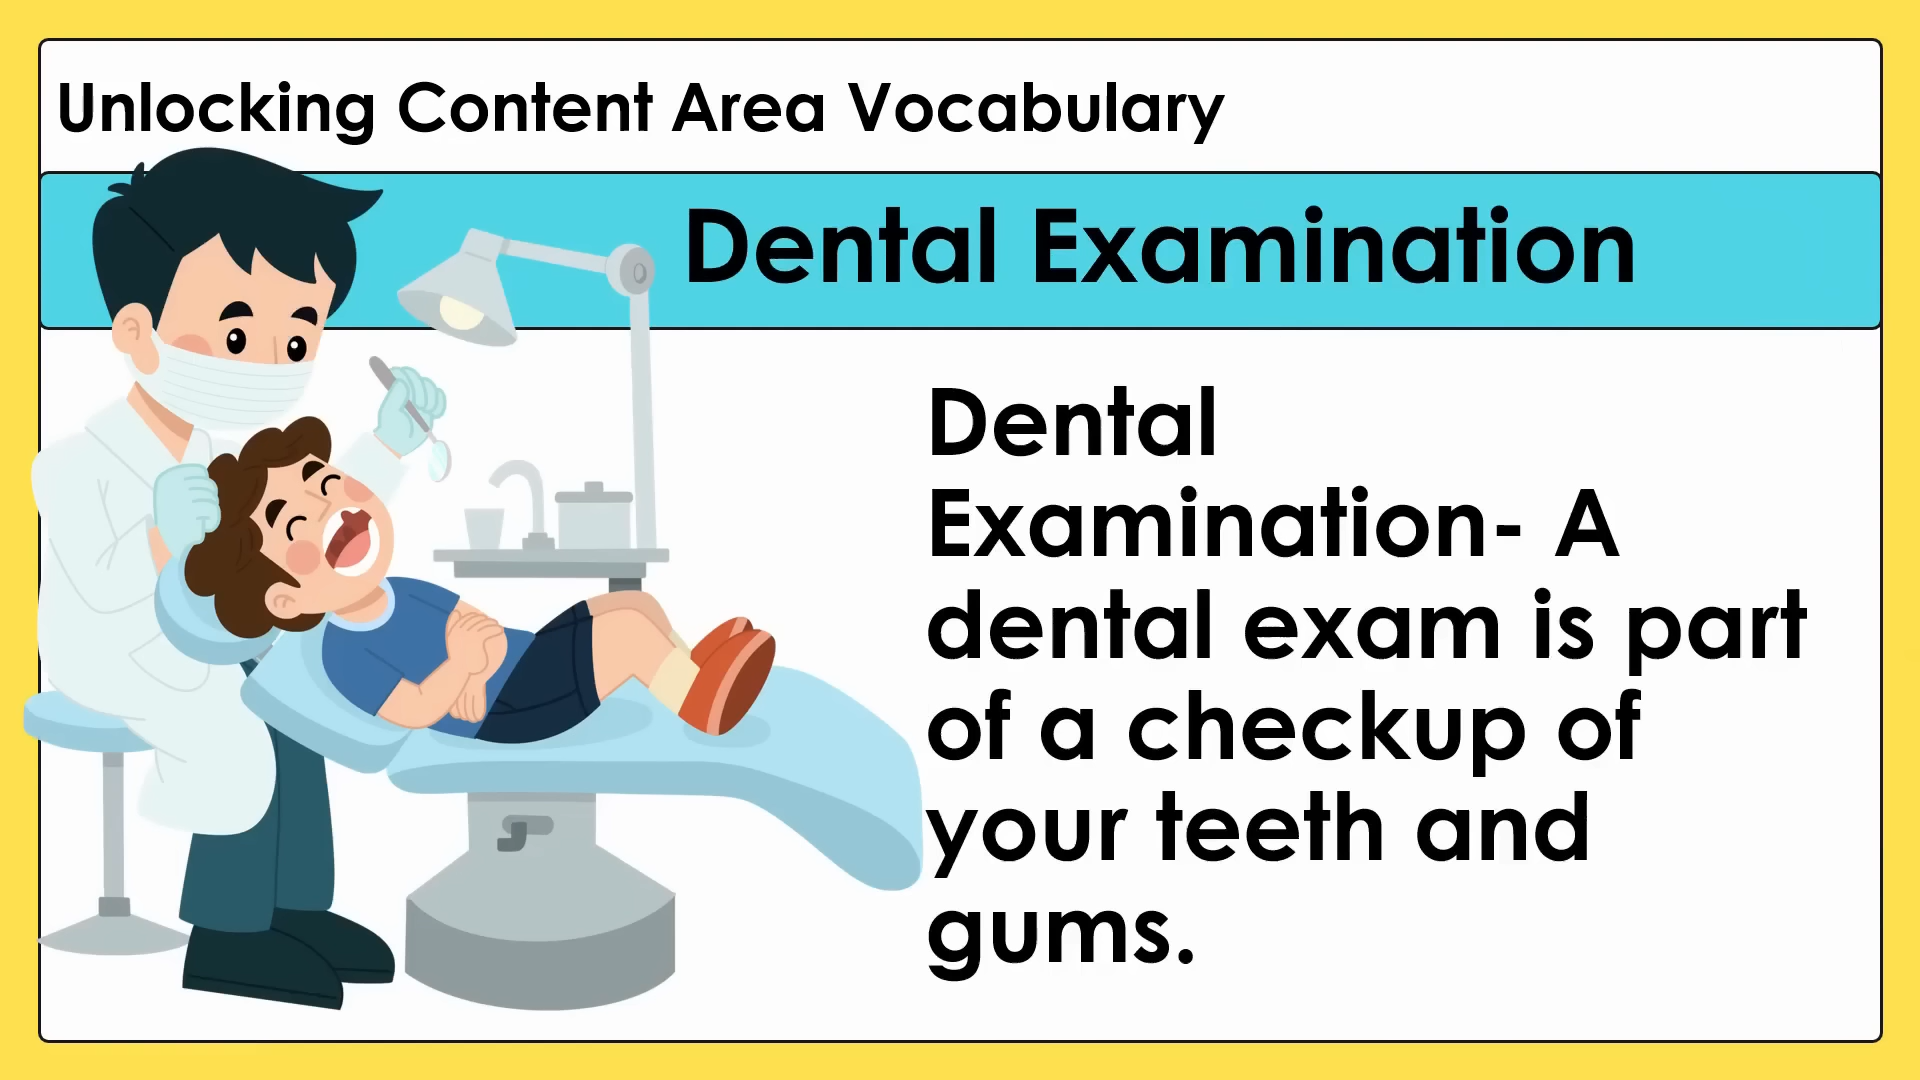 Unlocking Content Area Vocabulary
Dental Examination
Dental
Examination- A
dental exam is part
of a checkup of
your teeth and
gums.